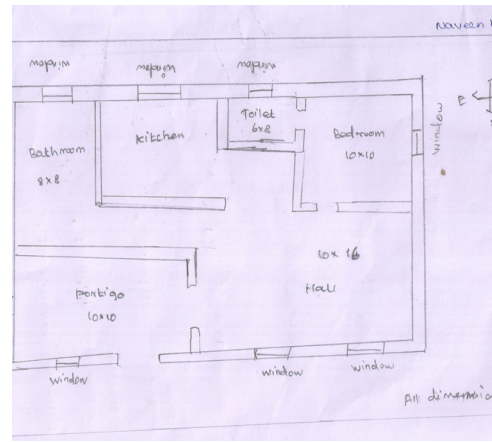 Naveen
window
window
window
Toilet
6x8
Kitchen
Bathroom
8x8
Bedroom
10x10
window
E
10x16
Hall
portigo
10x10
window
window
window
All dimension